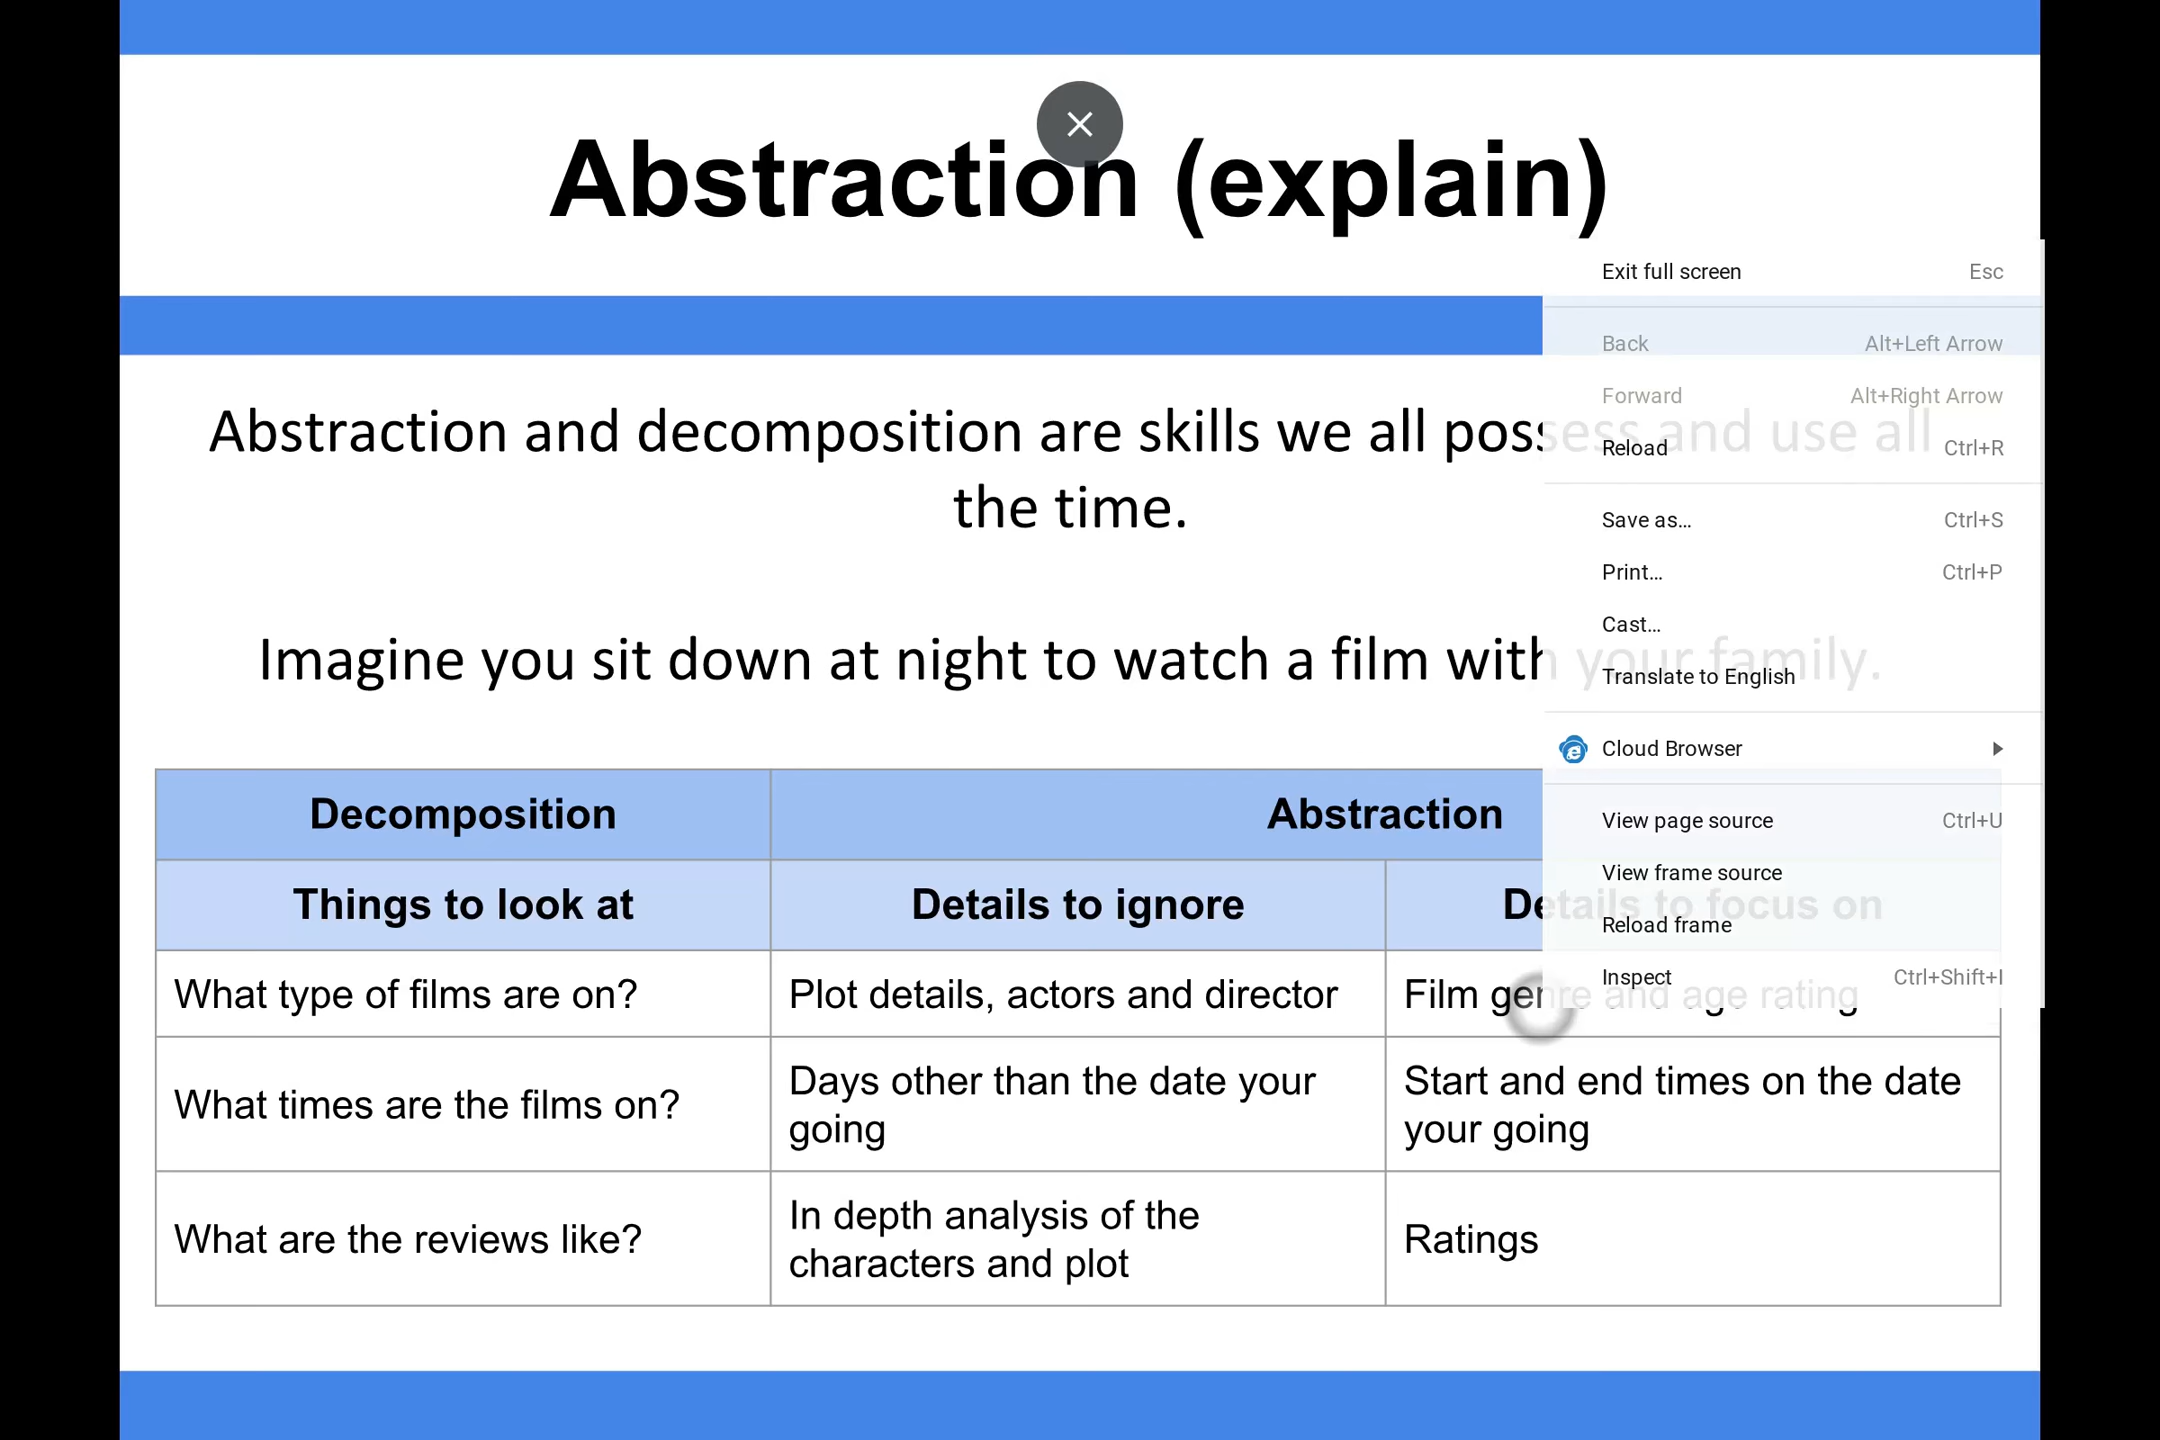 Abstraction (explain)
Abstraction and decomposition are skills we all possess and use all
the time.
Imagine you sit down at night to watch a film with your family.
Decomposition
Abstraction
Things to look at
Details to ignore
Details to focus on
What type of films are on?
Plot details, actors and director
Film genre and age rating
What times are the films on?
Days other than the date your
going
Start and end times on the date
your going
What are the reviews like?
In depth analysis of the
characters and plot
Ratings
Exit full screen Esc
Back Alt+Left Arrow
Forward Alt+Right Arrow
Reload Ctrl+R
Save as... Ctrl+S
Print... Ctrl+P
Cast...
Translate to English
Cloud Browser
View page source Ctrl+U
View frame source
Reload frame
Inspect Ctrl+Shift+I